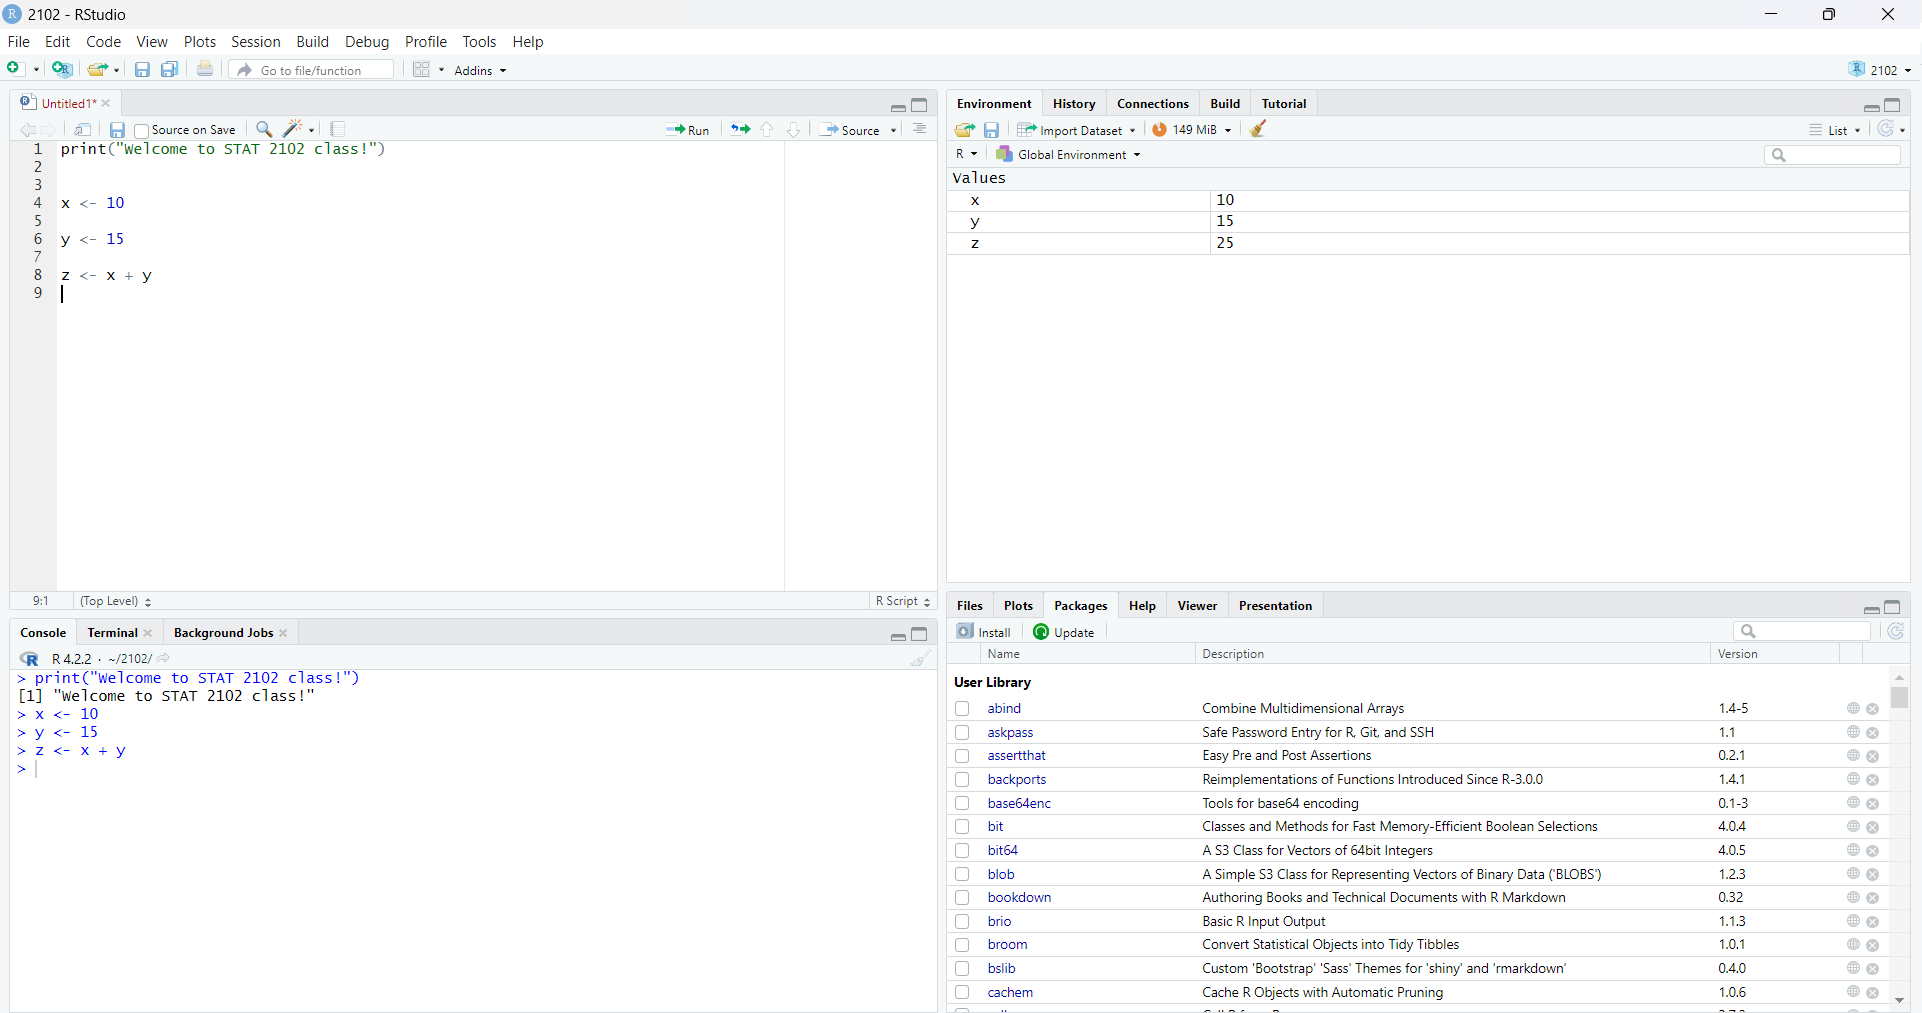 2102 - RStudio
File Edit Code View Plots Session Build Debug Profile Tools Help
Go to file/function Addins 2102
Untitled1*
Source on Save Run Source
1 print("Welcome to STAT 2102 class!")
2
3
4 x <- 10
5
6 y <- 15
7
8 z <- x + y
9
9:1 (Top Level) R Script
Console Terminal Background Jobs
R 4.2.2 · ~/2102/
> print("Welcome to STAT 2102 class!")
[1] "Welcome to STAT 2102 class!"
> x <- 10
> y <- 15
> z <- x + y
>
Environment History Connections Build Tutorial
Import Dataset 149 MiB List
R Global Environment
Values
x 10
y 15
z 25
Files Plots Packages Help Viewer Presentation
Install Update
Name Description Version
User Library
abind Combine Multidimensional Arrays 1.4-5
askpass Safe Password Entry for R, Git, and SSH 1.1
assertthat Easy Pre and Post Assertions 0.2.1
backports Reimplementations of Functions Introduced Since R-3.0.0 1.4.1
base64enc Tools for base64 encoding 0.1-3
bit Classes and Methods for Fast Memory-Efficient Boolean Selections 4.0.4
bit64 A S3 Class for Vectors of 64bit Integers 4.0.5
blob A Simple S3 Class for Representing Vectors of Binary Data ('BLOBS') 1.2.3
bookdown Authoring Books and Technical Documents with R Markdown 0.32
brio Basic R Input Output 1.1.3
broom Convert Statistical Objects into Tidy Tibbles 1.0.1
bslib Custom 'Bootstrap' 'Sass' Themes for 'shiny' and 'rmarkdown' 0.4.0
cachem Cache R Objects with Automatic Pruning 1.0.6